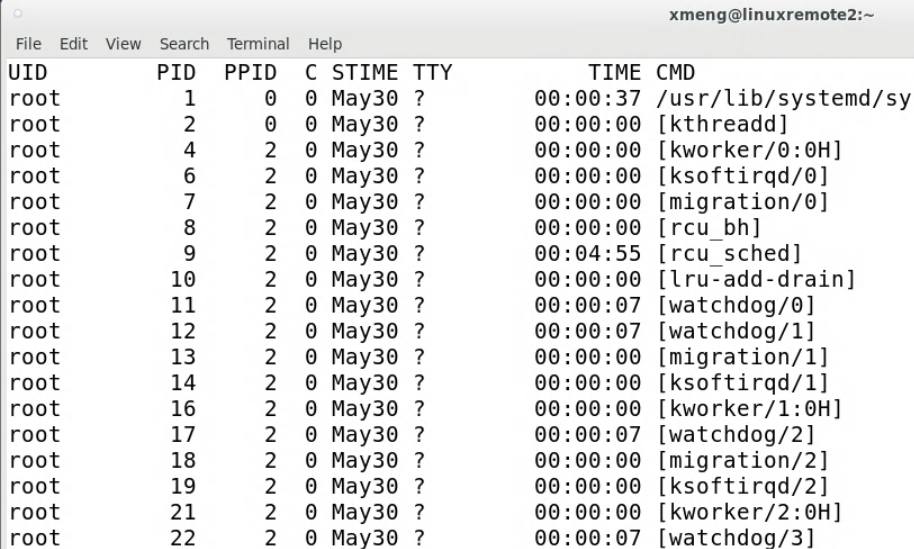 xmeng@linuxremote2:~
File Edit View Search Terminal Help
UID PID PPID C STIME TTY TIME CMD
root 1 0 0 May30 ? 00:00:37 /usr/lib/systemd/sy
root 2 0 0 May30 ? 00:00:00 [kthreadd]
root 4 2 0 May30 ? 00:00:00 [kworker/0:0H]
root 6 2 0 May30 ? 00:00:00 [ksoftirqd/0]
root 7 2 0 May30 ? 00:00:00 [migration/0]
root 8 2 0 May30 ? 00:00:00 [rcu_bh]
root 9 2 0 May30 ? 00:04:55 [rcu_sched]
root 10 2 0 May30 ? 00:00:00 [lru-add-drain]
root 11 2 0 May30 ? 00:00:07 [watchdog/0]
root 12 2 0 May30 ? 00:00:07 [watchdog/1]
root 13 2 0 May30 ? 00:00:00 [migration/1]
root 14 2 0 May30 ? 00:00:00 [ksoftirqd/1]
root 16 2 0 May30 ? 00:00:00 [kworker/1:0H]
root 17 2 0 May30 ? 00:00:07 [watchdog/2]
root 18 2 0 May30 ? 00:00:00 [migration/2]
root 19 2 0 May30 ? 00:00:00 [ksoftirqd/2]
root 21 2 0 May30 ? 00:00:00 [kworker/2:0H]
root 22 2 0 May30 ? 00:00:07 [watchdog/3]